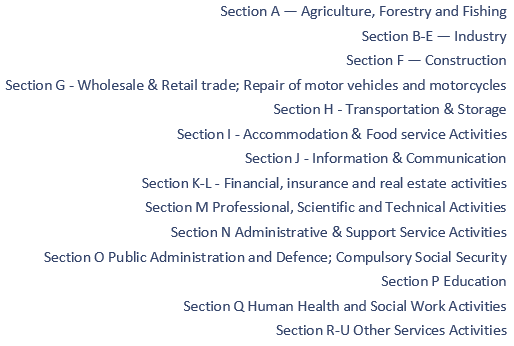 Section A — Agriculture, Forestry and Fishing
Section B-E — Industry
Section F — Construction
Section G - Wholesale & Retail trade; Repair of motor vehicles and motorcycles
Section H - Transportation & Storage
Section I - Accommodation & Food service Activities
Section J - Information & Communication
Section K-L - Financial, insurance and real estate activities
Section M Professional, Scientific and Technical Activities
Section N Administrative & Support Service Activities
Section O Public Administration and Defence; Compulsory Social Security
Section P Education
Section Q Human Health and Social Work Activities
Section R-U Other Services Activities